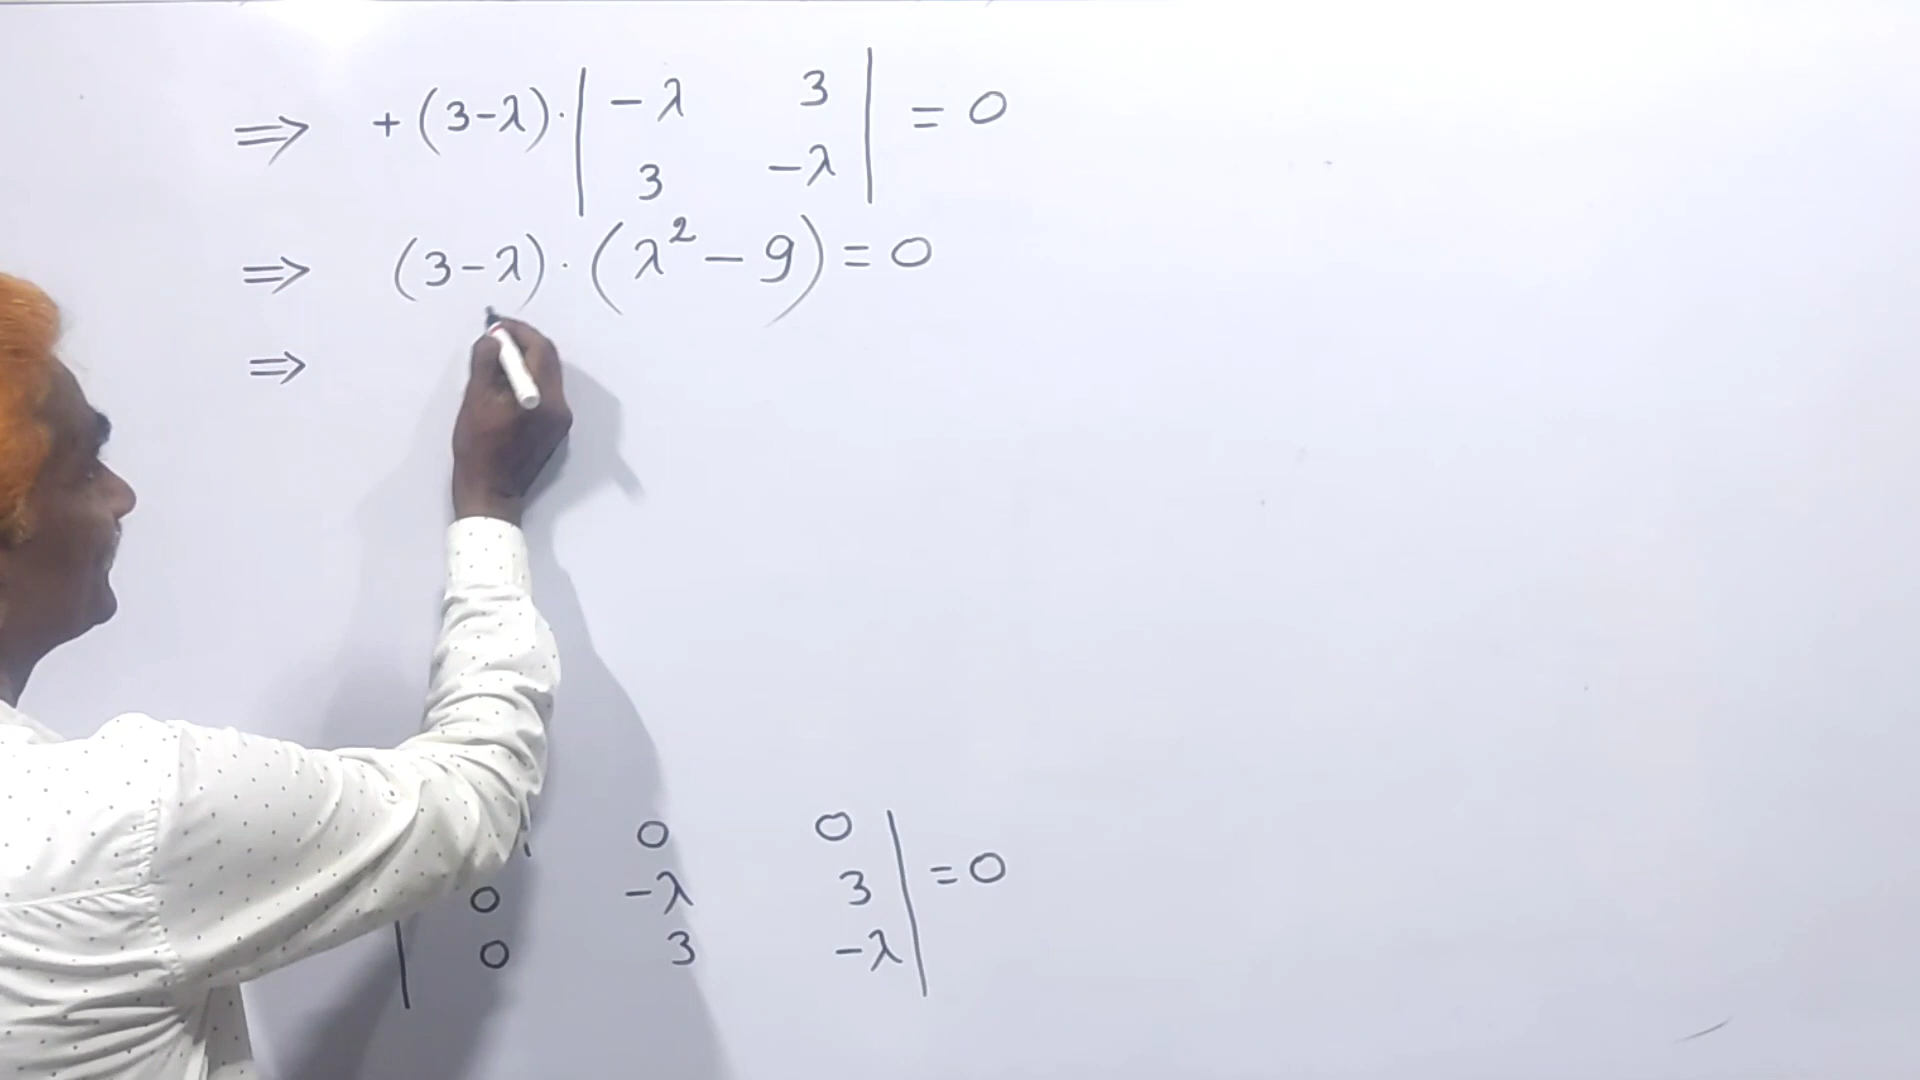 ⇒ + (3-λ) · | -λ 3 | = 0
| 3 -λ |
⇒ (3-λ) · (λ² - 9) = 0
⇒
0 0
0 -λ 3 | = 0
| 0 3 -λ |